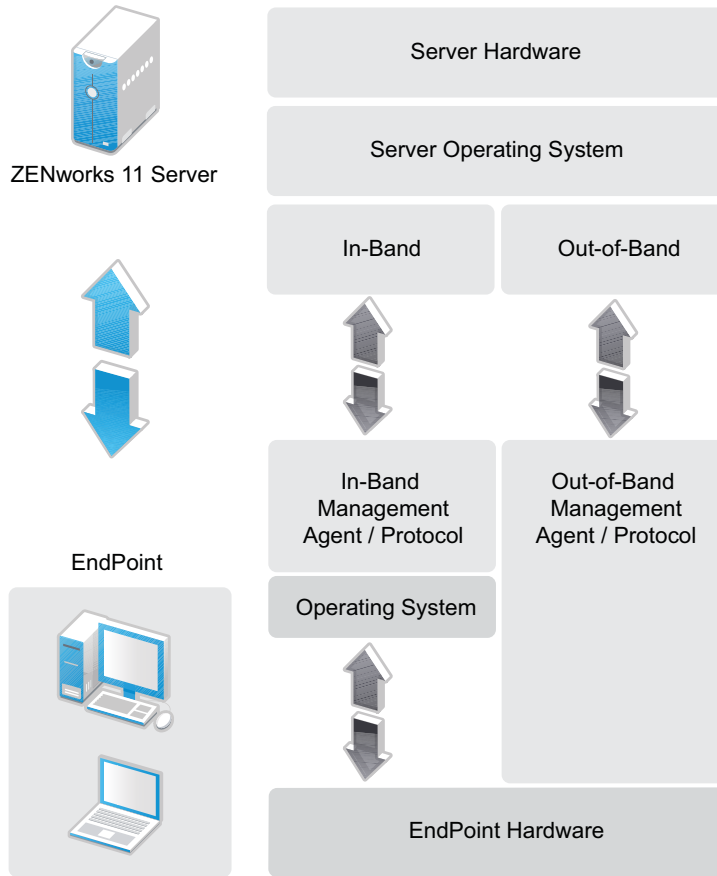 Server Hardware
Server Operating System
ZENworks 11 Server
In-Band
Out-of-Band
In-Band
Management
Agent / Protocol
Out-of-Band
Management
Agent / Protocol
EndPoint
Operating System
EndPoint Hardware